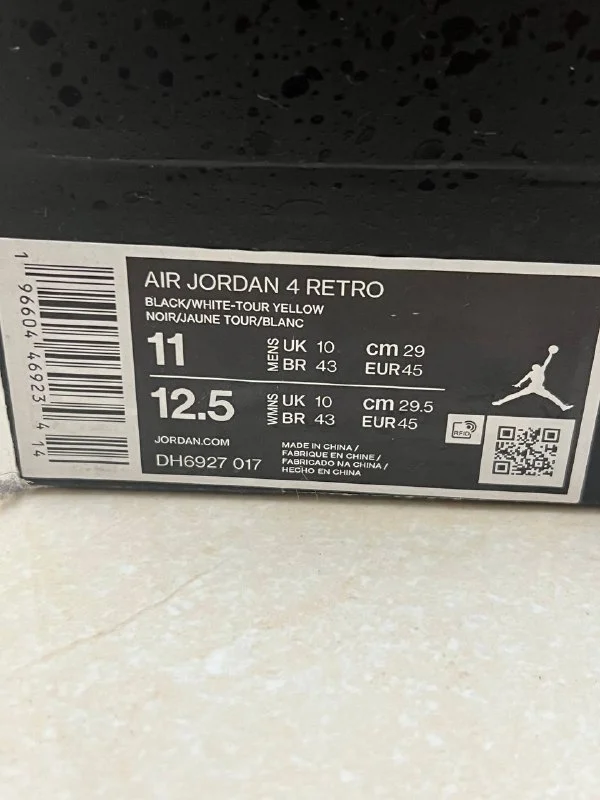 AIR JORDAN 4 RETRO
BLACK/WHITE-TOUR YELLOW
NOIR/JAUNE TOUR/BLANC
11 MENS UK 10 cm 29
BR 43 EUR 45
12.5 WMNS UK 10 cm 29.5
BR 43 EUR 45
JORDAN.COM
DH6927 017
MADE IN CHINA /
FABRIQUE EN CHINE /
FABRICADO NA CHINA /
HECHO EN CHINA
RFID
1 96604 46923 4 14